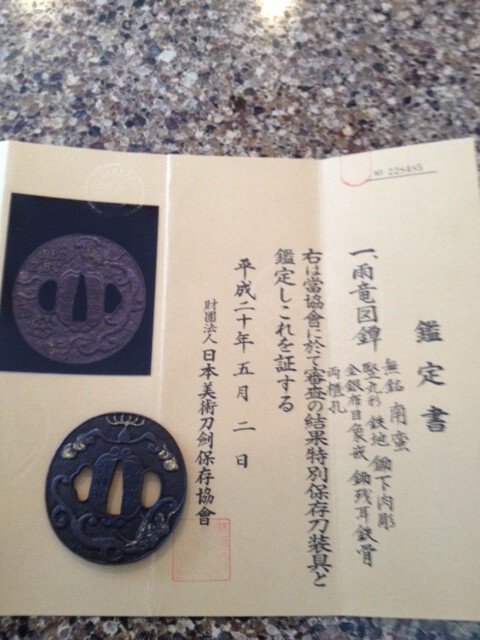 № 228485
鑑定書
一、雨竜図鐔
無銘 南蛮
竪丸形 鉄地 鋤下肉彫
金銀布目象嵌 鋤残耳 鉄骨
両櫃孔
右は當協會に於て審査の結果特別保存刀装具と
鑑定しこれを証する
平成二十年五月二日
財團法人日本美術刀劍保存協會